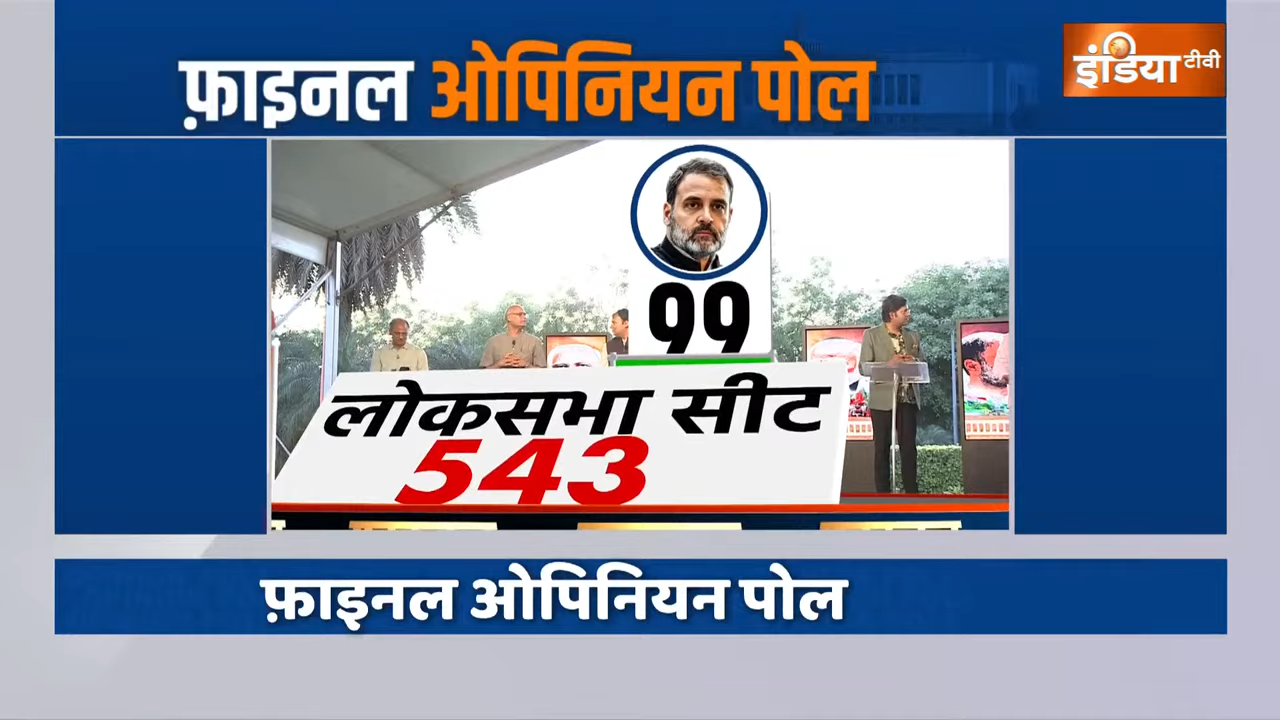 फ़ाइनल ओपिनियन पोल
इंडिया टीवी
99
लोकसभा सीट
543
फ़ाइनल ओपिनियन पोल